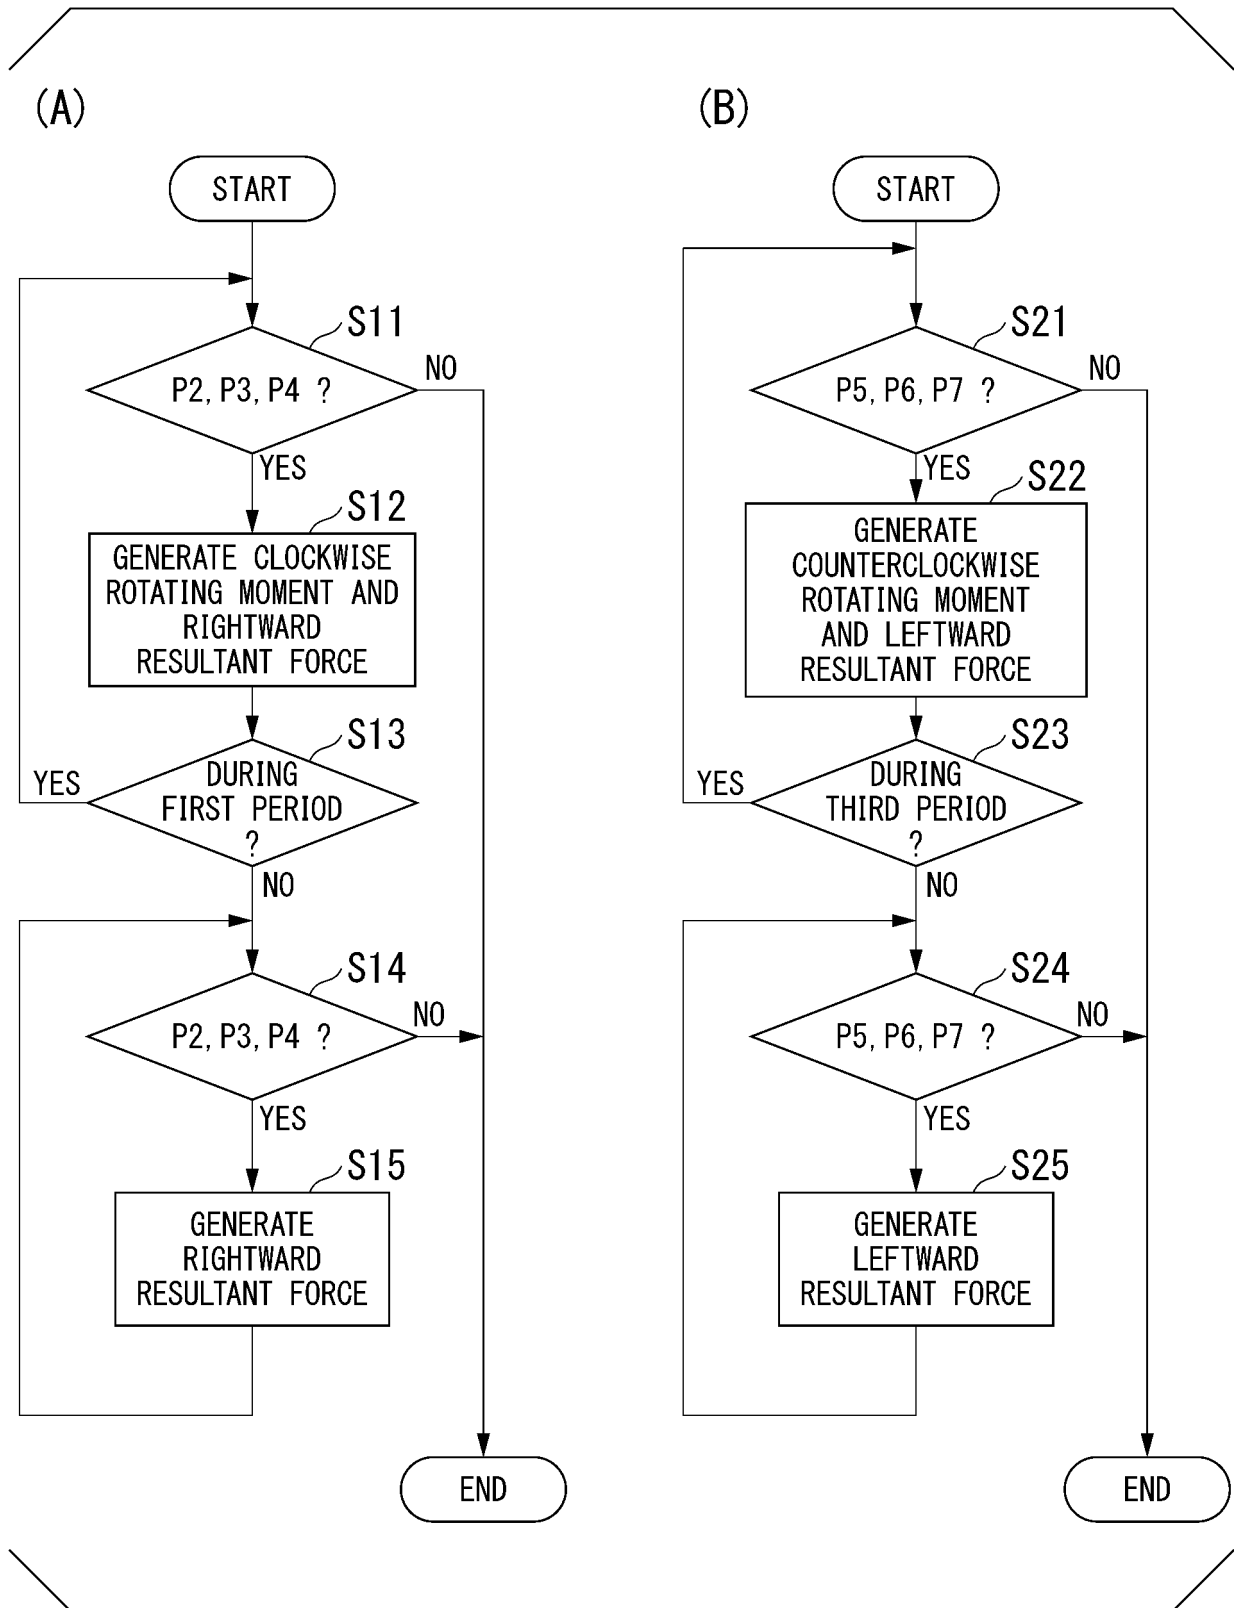 (A)
START
S11
P2, P3, P4 ?
NO
YES
S12
GENERATE CLOCKWISE
ROTATING MOMENT AND
RIGHTWARD
RESULTANT FORCE
S13
DURING
FIRST PERIOD
?
YES
NO
S14
P2, P3, P4 ?
NO
YES
S15
GENERATE
RIGHTWARD
RESULTANT FORCE
END
(B)
START
S21
P5, P6, P7 ?
NO
YES
S22
GENERATE
COUNTERCLOCKWISE
ROTATING MOMENT
AND LEFTWARD
RESULTANT FORCE
S23
DURING
THIRD PERIOD
?
YES
NO
S24
P5, P6, P7 ?
NO
YES
S25
GENERATE
LEFTWARD
RESULTANT FORCE
END